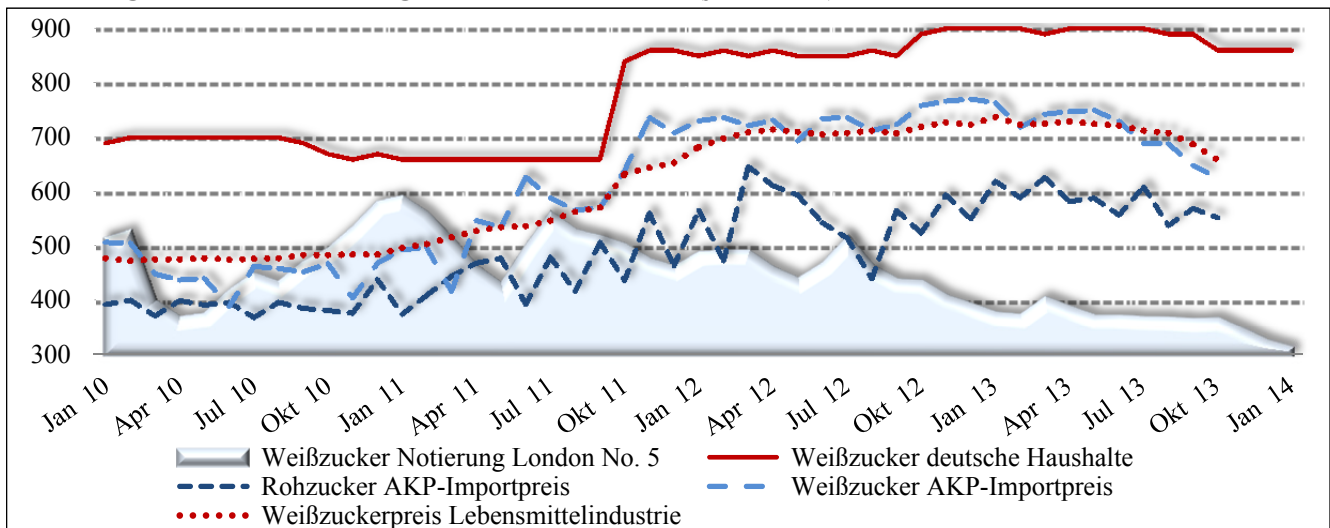 900
800
700
600
500
400
300
Jan 10
Apr 10
Jul 10
Okt 10
Jan 11
Apr 11
Jul 11
Okt 11
Jan 12
Apr 12
Jul 12
Okt 12
Jan 13
Apr 13
Jul 13
Okt 13
Jan 14
Weißzucker Notierung London No. 5
Weißzucker deutsche Haushalte
Rohzucker AKP-Importpreis
Weißzucker AKP-Importpreis
Weißzuckerpreis Lebensmittelindustrie